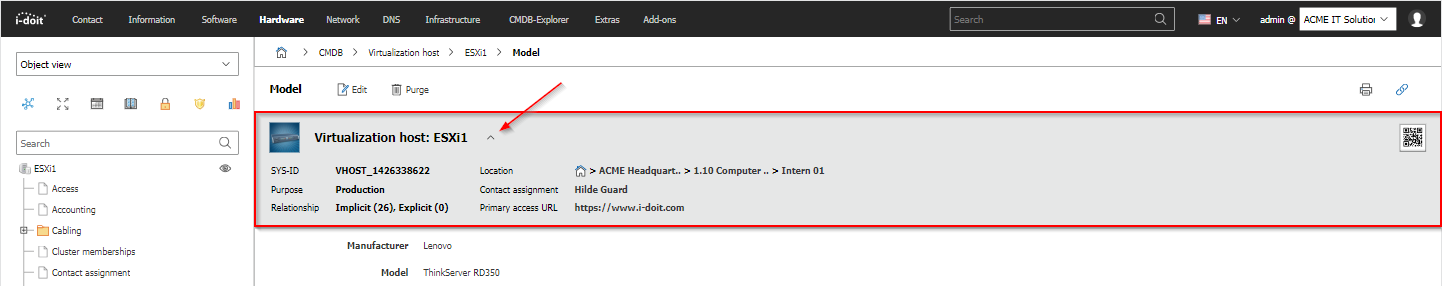 i-doit Contact Information Software Hardware Network DNS Infrastructure CMDB-Explorer Extras Add-ons Search EN admin @ ACME IT Solution
Object view
CMDB > Virtualization host > ESXi1 > Model
Model Edit Purge
Search
Virtualization host: ESXi1
ESXi1
SYS-ID VHOST_1426338622 Location > ACME Headquart.. > 1.10 Computer .. > Intern 01
Access
Purpose Production Contact assignment Hilde Guard
Accounting
Relationship Implicit (26), Explicit (0) Primary access URL https://www.i-doit.com
Cabling
Manufacturer Lenovo
Cluster memberships
Model ThinkServer RD350
Contact assignment